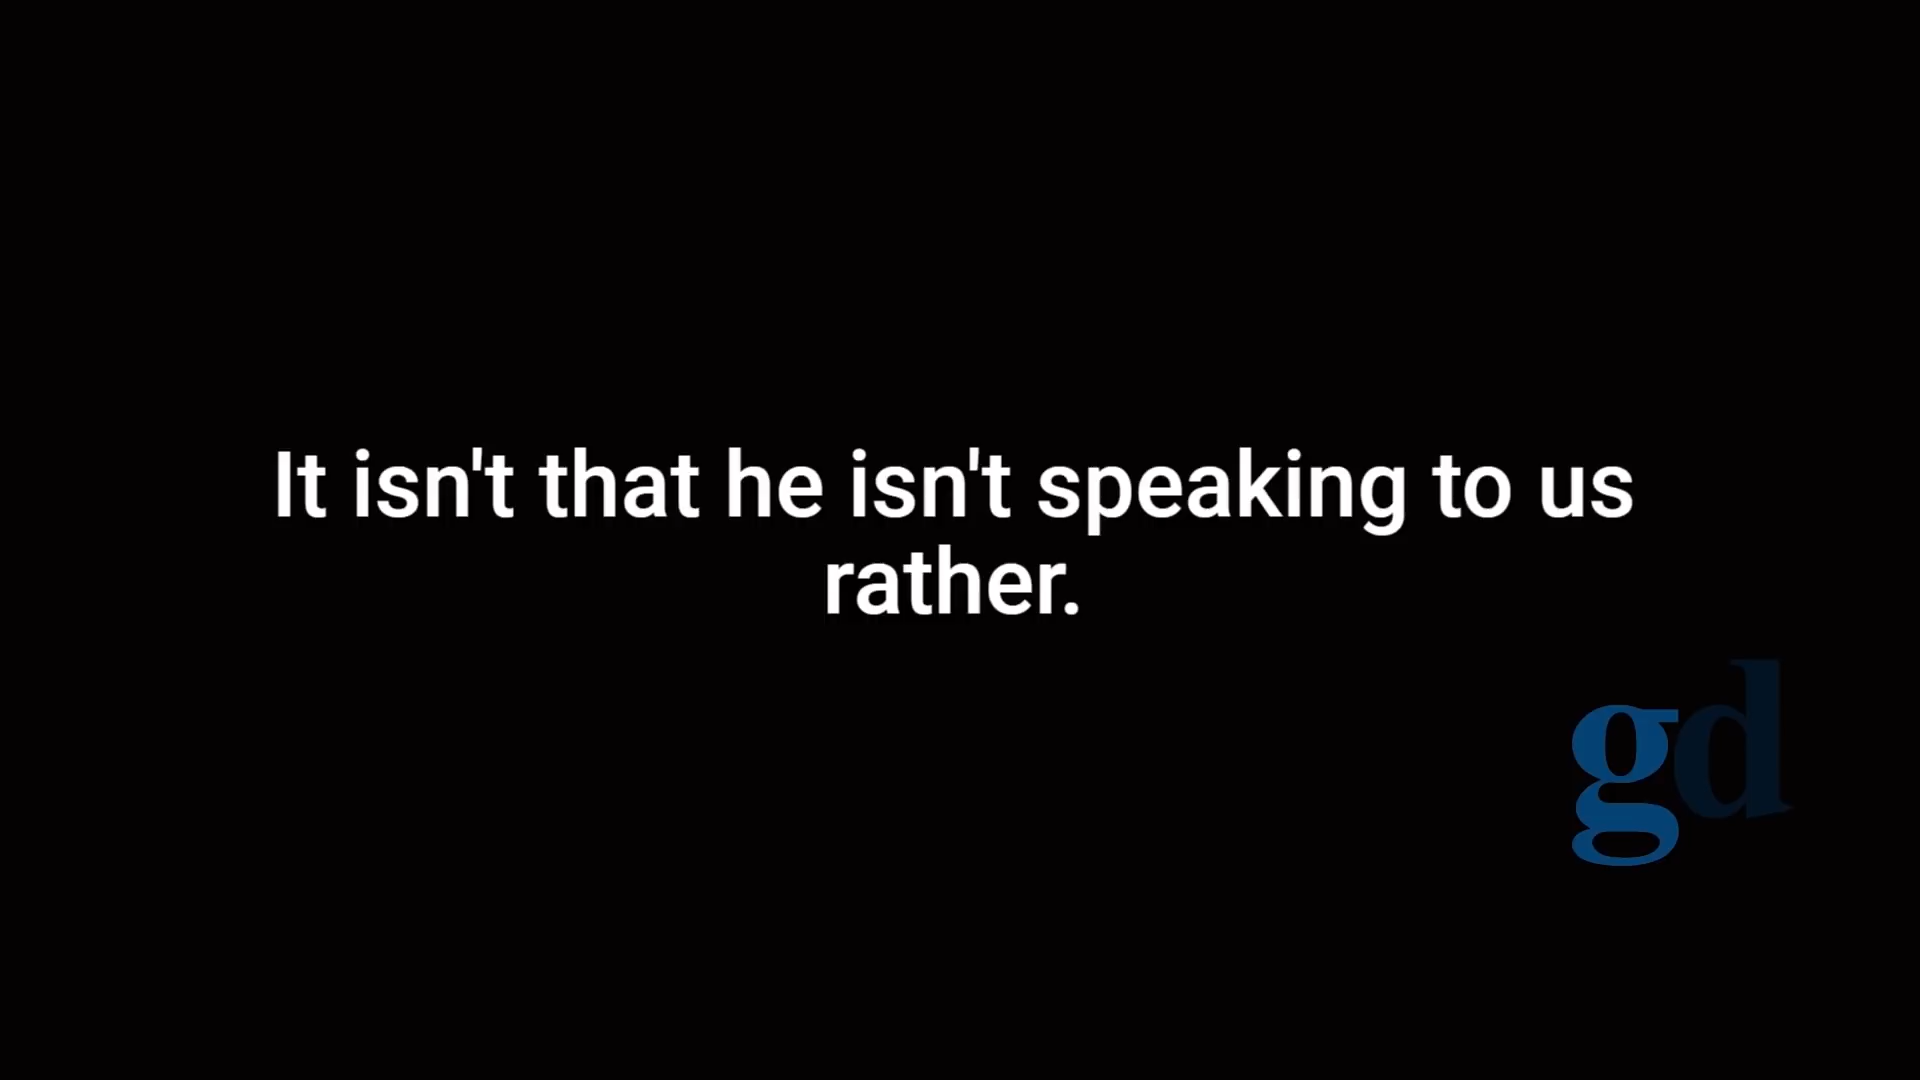 It isn't that he isn't speaking to us
rather.
gd